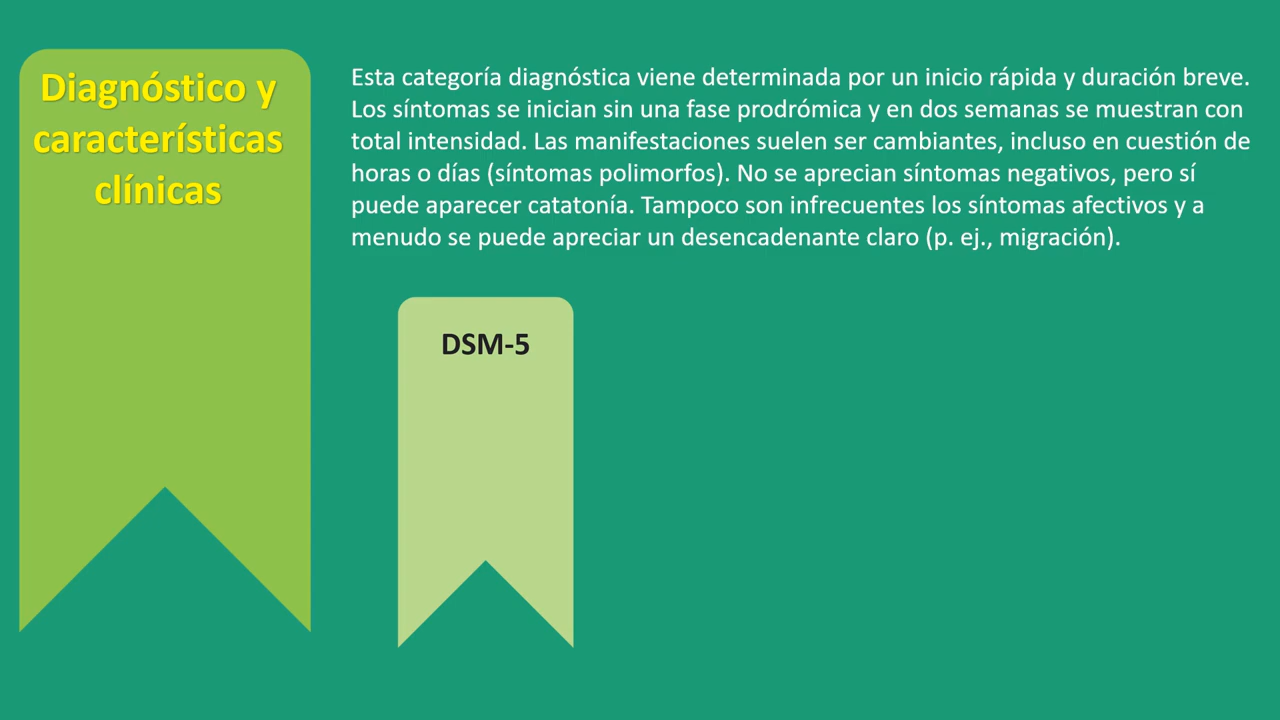 Diagnóstico y
características
clínicas
Esta categoría diagnóstica viene determinada por un inicio rápida y duración breve.
Los síntomas se inician sin una fase prodrómica y en dos semanas se muestran con
total intensidad. Las manifestaciones suelen ser cambiantes, incluso en cuestión de
horas o días (síntomas polimorfos). No se aprecian síntomas negativos, pero sí
puede aparecer catatonía. Tampoco son infrecuentes los síntomas afectivos y a
menudo se puede apreciar un desencadenante claro (p. ej., migración).
DSM-5